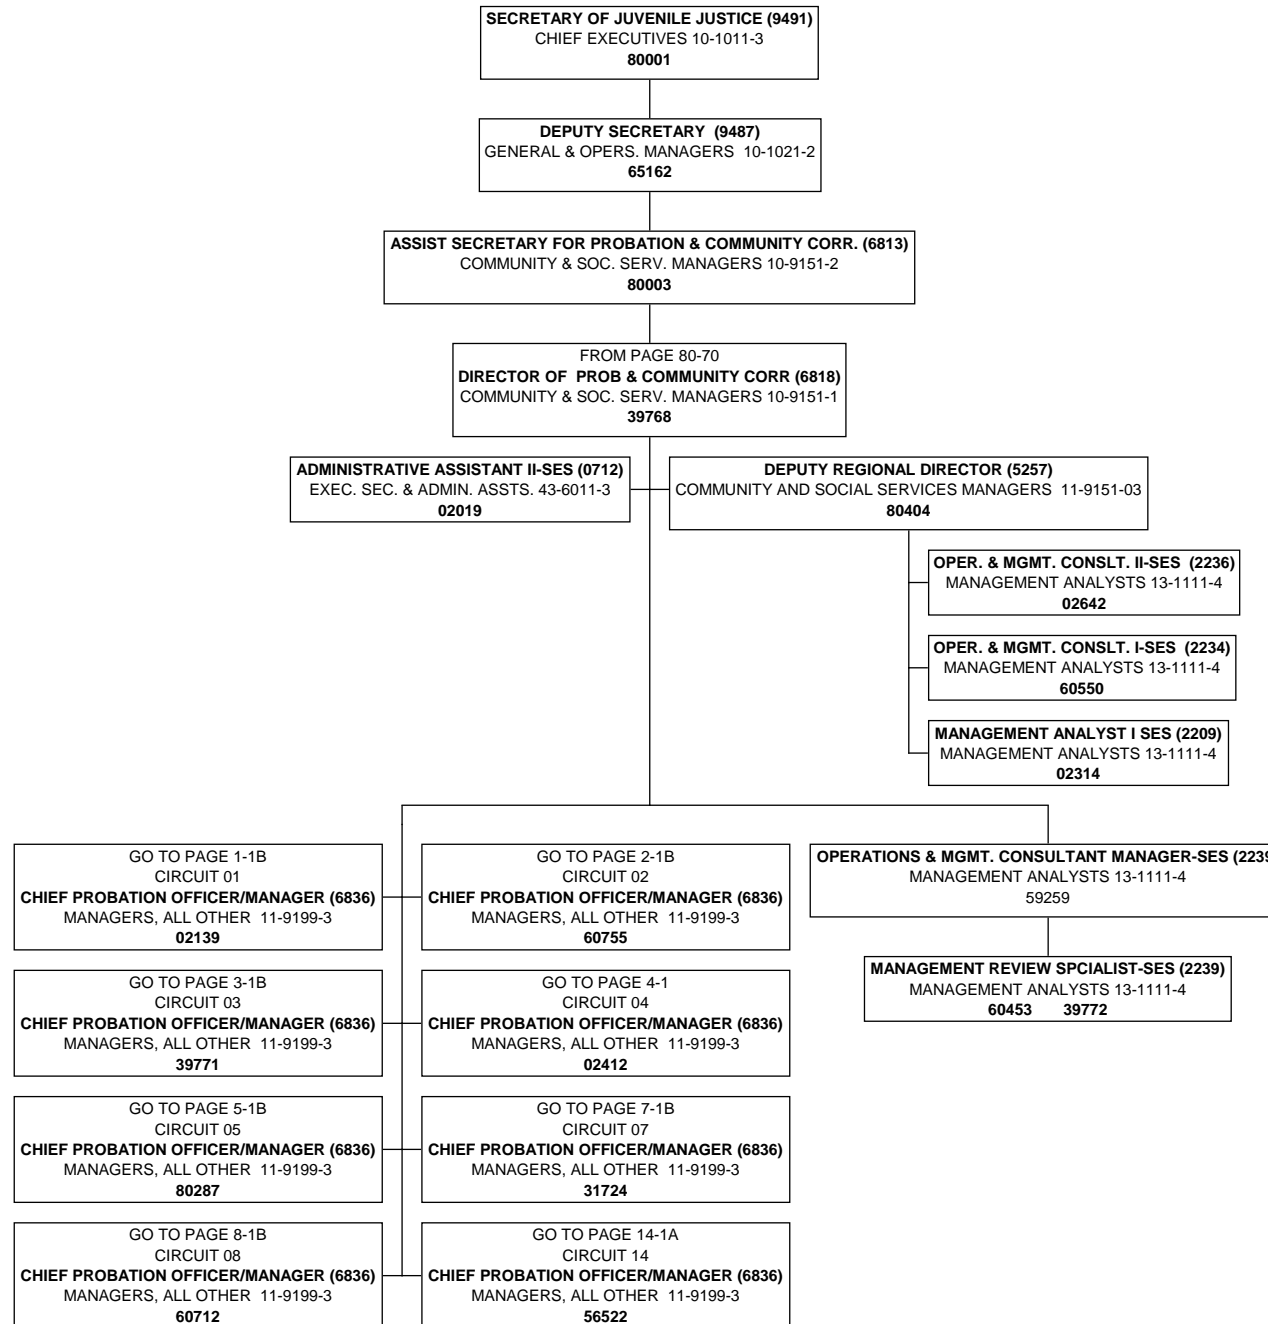 SECRETARY OF JUVENILE JUSTICE (9491)
CHIEF EXECUTIVES 10-1011-3
80001
DEPUTY SECRETARY (9487)
GENERAL & OPERS. MANAGERS 10-1021-2
65162
ASSIST SECRETARY FOR PROBATION & COMMUNITY CORR. (6813)
COMMUNITY & SOC. SERV. MANAGERS 10-9151-2
80003
FROM PAGE 80-70
DIRECTOR OF PROB & COMMUNITY CORR (6818)
COMMUNITY & SOC. SERV. MANAGERS 10-9151-1
39768
ADMINISTRATIVE ASSISTANT II-SES (0712)
EXEC. SEC. & ADMIN. ASSTS. 43-6011-3
02019
DEPUTY REGIONAL DIRECTOR (5257)
COMMUNITY AND SOCIAL SERVICES MANAGERS 11-9151-03
80404
OPER. & MGMT. CONSLT. II-SES (2236)
MANAGEMENT ANALYSTS 13-1111-4
02642
OPER. & MGMT. CONSLT. I-SES (2234)
MANAGEMENT ANALYSTS 13-1111-4
60550
MANAGEMENT ANALYST I SES (2209)
MANAGEMENT ANALYSTS 13-1111-4
02314
GO TO PAGE 1-1B
CIRCUIT 01
CHIEF PROBATION OFFICER/MANAGER (6836)
MANAGERS, ALL OTHER 11-9199-3
02139
GO TO PAGE 2-1B
CIRCUIT 02
CHIEF PROBATION OFFICER/MANAGER (6836)
MANAGERS, ALL OTHER 11-9199-3
60755
OPERATIONS & MGMT. CONSULTANT MANAGER-SES (2239
MANAGEMENT ANALYSTS 13-1111-4
59259
MANAGEMENT REVIEW SPCIALIST-SES (2239)
MANAGEMENT ANALYSTS 13-1111-4
60453 39772
GO TO PAGE 3-1B
CIRCUIT 03
CHIEF PROBATION OFFICER/MANAGER (6836)
MANAGERS, ALL OTHER 11-9199-3
39771
GO TO PAGE 4-1
CIRCUIT 04
CHIEF PROBATION OFFICER/MANAGER (6836)
MANAGERS, ALL OTHER 11-9199-3
02412
GO TO PAGE 5-1B
CIRCUIT 05
CHIEF PROBATION OFFICER/MANAGER (6836)
MANAGERS, ALL OTHER 11-9199-3
80287
GO TO PAGE 7-1B
CIRCUIT 07
CHIEF PROBATION OFFICER/MANAGER (6836)
MANAGERS, ALL OTHER 11-9199-3
31724
GO TO PAGE 8-1B
CIRCUIT 08
CHIEF PROBATION OFFICER/MANAGER (6836)
MANAGERS, ALL OTHER 11-9199-3
60712
GO TO PAGE 14-1A
CIRCUIT 14
CHIEF PROBATION OFFICER/MANAGER (6836)
MANAGERS, ALL OTHER 11-9199-3
56522